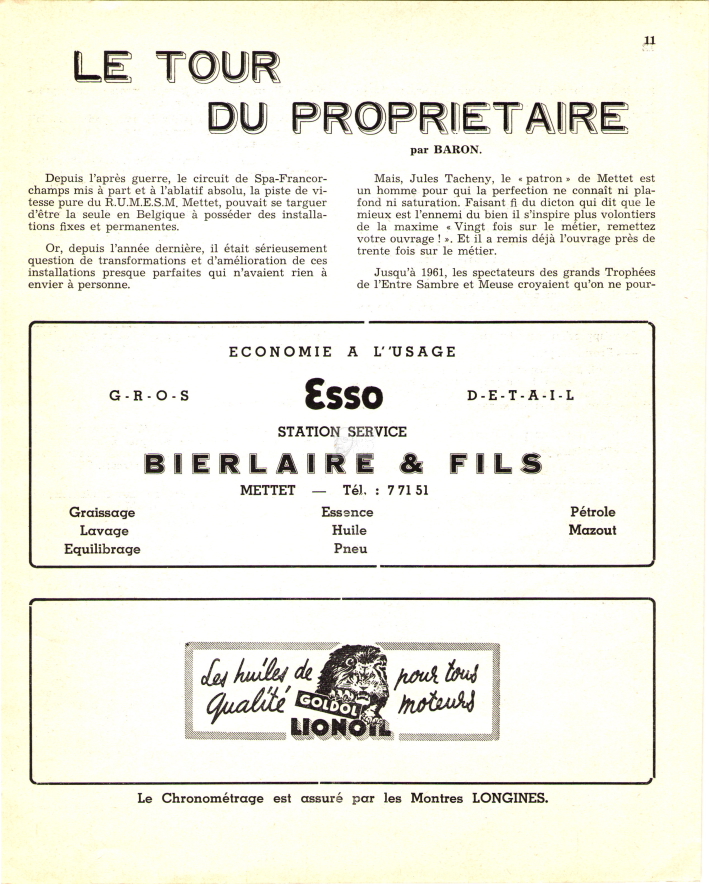 11
LE TOUR
DU PROPRIETAIRE
par BARON.
Depuis l'après guerre, le circuit de Spa-Francor-
champs mis à part et à l'ablatif absolu, la piste de vi-
tesse pure du R.U.M.E.S.M. Mettet, pouvait se targuer
d'être la seule en Belgique à posséder des installa-
tions fixes et permanentes.
Or, depuis l'année dernière, il était sérieusement
question de transformations et d'amélioration de ces
installations presque parfaites qui n'avaient rien à
envier à personne.
Mais, Jules Tacheny, le « patron » de Mettet est
un homme pour qui la perfection ne connaît ni pla-
fond ni saturation. Faisant fi du dicton qui dit que le
mieux est l'ennemi du bien il s'inspire plus volontiers
de la maxime « Vingt fois sur le métier, remettez
votre ouvrage ! ». Et il a remis déjà l'ouvrage près de
trente fois sur le métier.
Jusqu'à 1961, les spectateurs des grands Trophées
de l'Entre Sambre et Meuse croyaient qu'on ne pour-
ECONOMIE A L''USAGE
G-R-O-S Esso D-E-T-A-I-L
STATION SERVICE
BIERLAIRE & FILS
METTET — Tél. : 7 71 51
Graissage Essence Pétrole
Lavage Huile Mazout
Equilibrage Pneu
Les huiles de pour tous
qualité moteurs
GOLDOL
LIONOIL
Le Chronométrage est assuré par les Montres LONGINES.